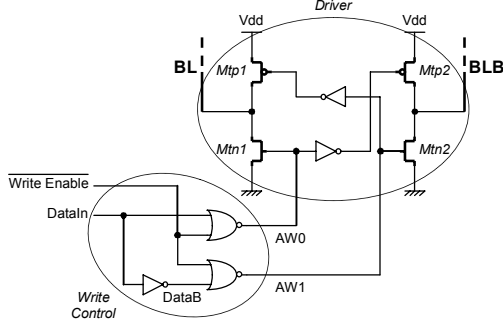 Driver
Vdd
Vdd
BL
Mtp1
Mtp2
BLB
Mtn1
Mtn2
Write Enable
DataIn
AW0
DataB
AW1
Write
Control